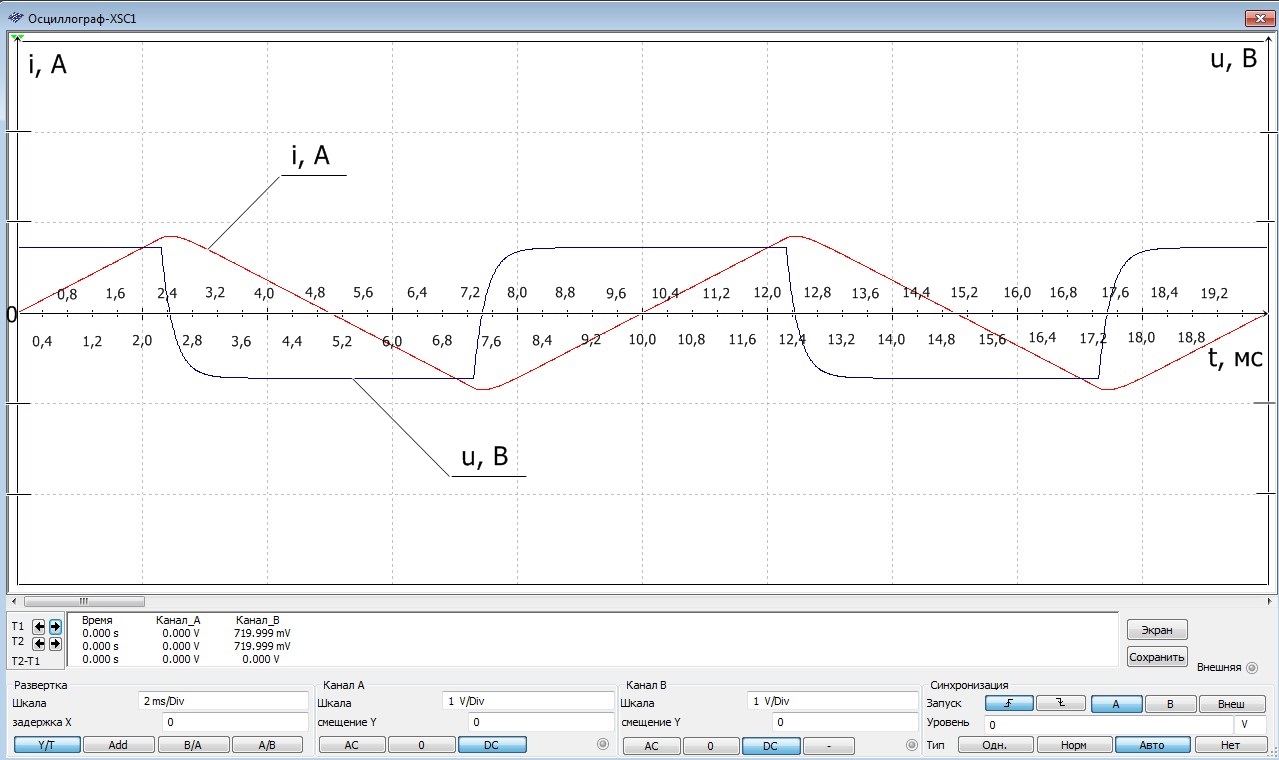 Осциллограф-XSC1
i, А
u, В
i, А
0,8 1,6 2,4 3,2 4,0 4,8 5,6 6,4 7,2 8,0 8,8 9,6 10,4 11,2 12,0 12,8 13,6 14,4 15,2 16,0 16,8 17,6 18,4 19,2
0
0,4 1,2 2,0 2,8 3,6 4,4 5,2 6,0 6,8 7,6 8,4 9,2 10,0 10,8 11,6 12,4 13,2 14,0 14,8 15,6 16,4 17,2 18,0 18,8
t, мс
u, В
Время Канал_A Канал_B
T1 0.000 s 0.000 V 719.999 mV
T2 0.000 s 0.000 V 719.999 mV
T2-T1 0.000 s 0.000 V 0.000 V
Экран
Сохранить
Внешняя
Развертка
Шкала 2 ms/Div
задержка X 0
Y/T Add B/A A/B
Канал A
Шкала 1 V/Div
смещение Y 0
AC 0 DC
Канал B
Шкала 1 V/Div
смещение Y 0
AC 0 DC -
Синхронизация
Запуск A B Внеш
Уровень 0 V
Тип Одн. Норм Авто Нет